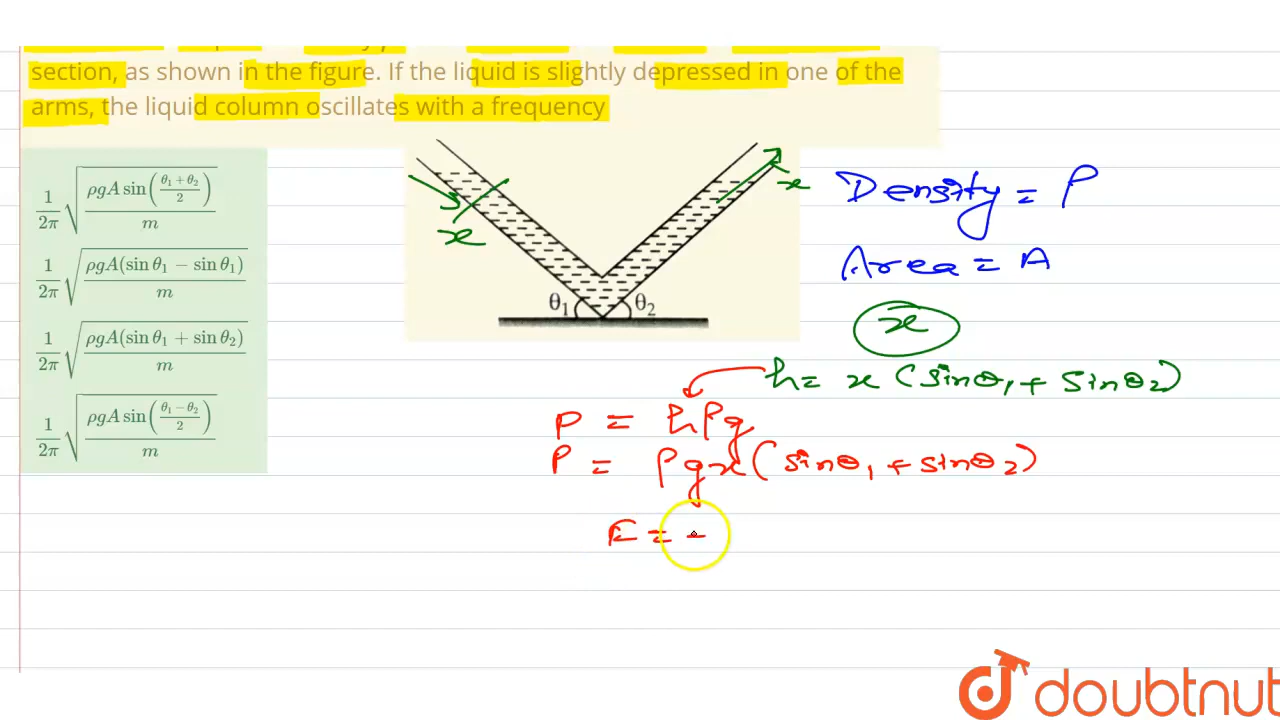 section, as shown in the figure. If the liquid is slightly depressed in one of the
arms, the liquid column oscillates with a frequency
1/2π √(ρgA sin((θ₁ + θ₂)/2)/m)
1/2π √(ρgA(sin θ₁ − sin θ₁)/m)
1/2π √(ρgA(sin θ₁ + sin θ₂)/m)
1/2π √(ρgA sin((θ₁ − θ₂)/2)/m)
x
x
θ₁ θ₂
Density = ρ
Area = A
x
h = x (sinθ₁ + sinθ₂)
P = hρg
P = ρgx (sinθ₁ + sinθ₂)
F = -
doubtnut